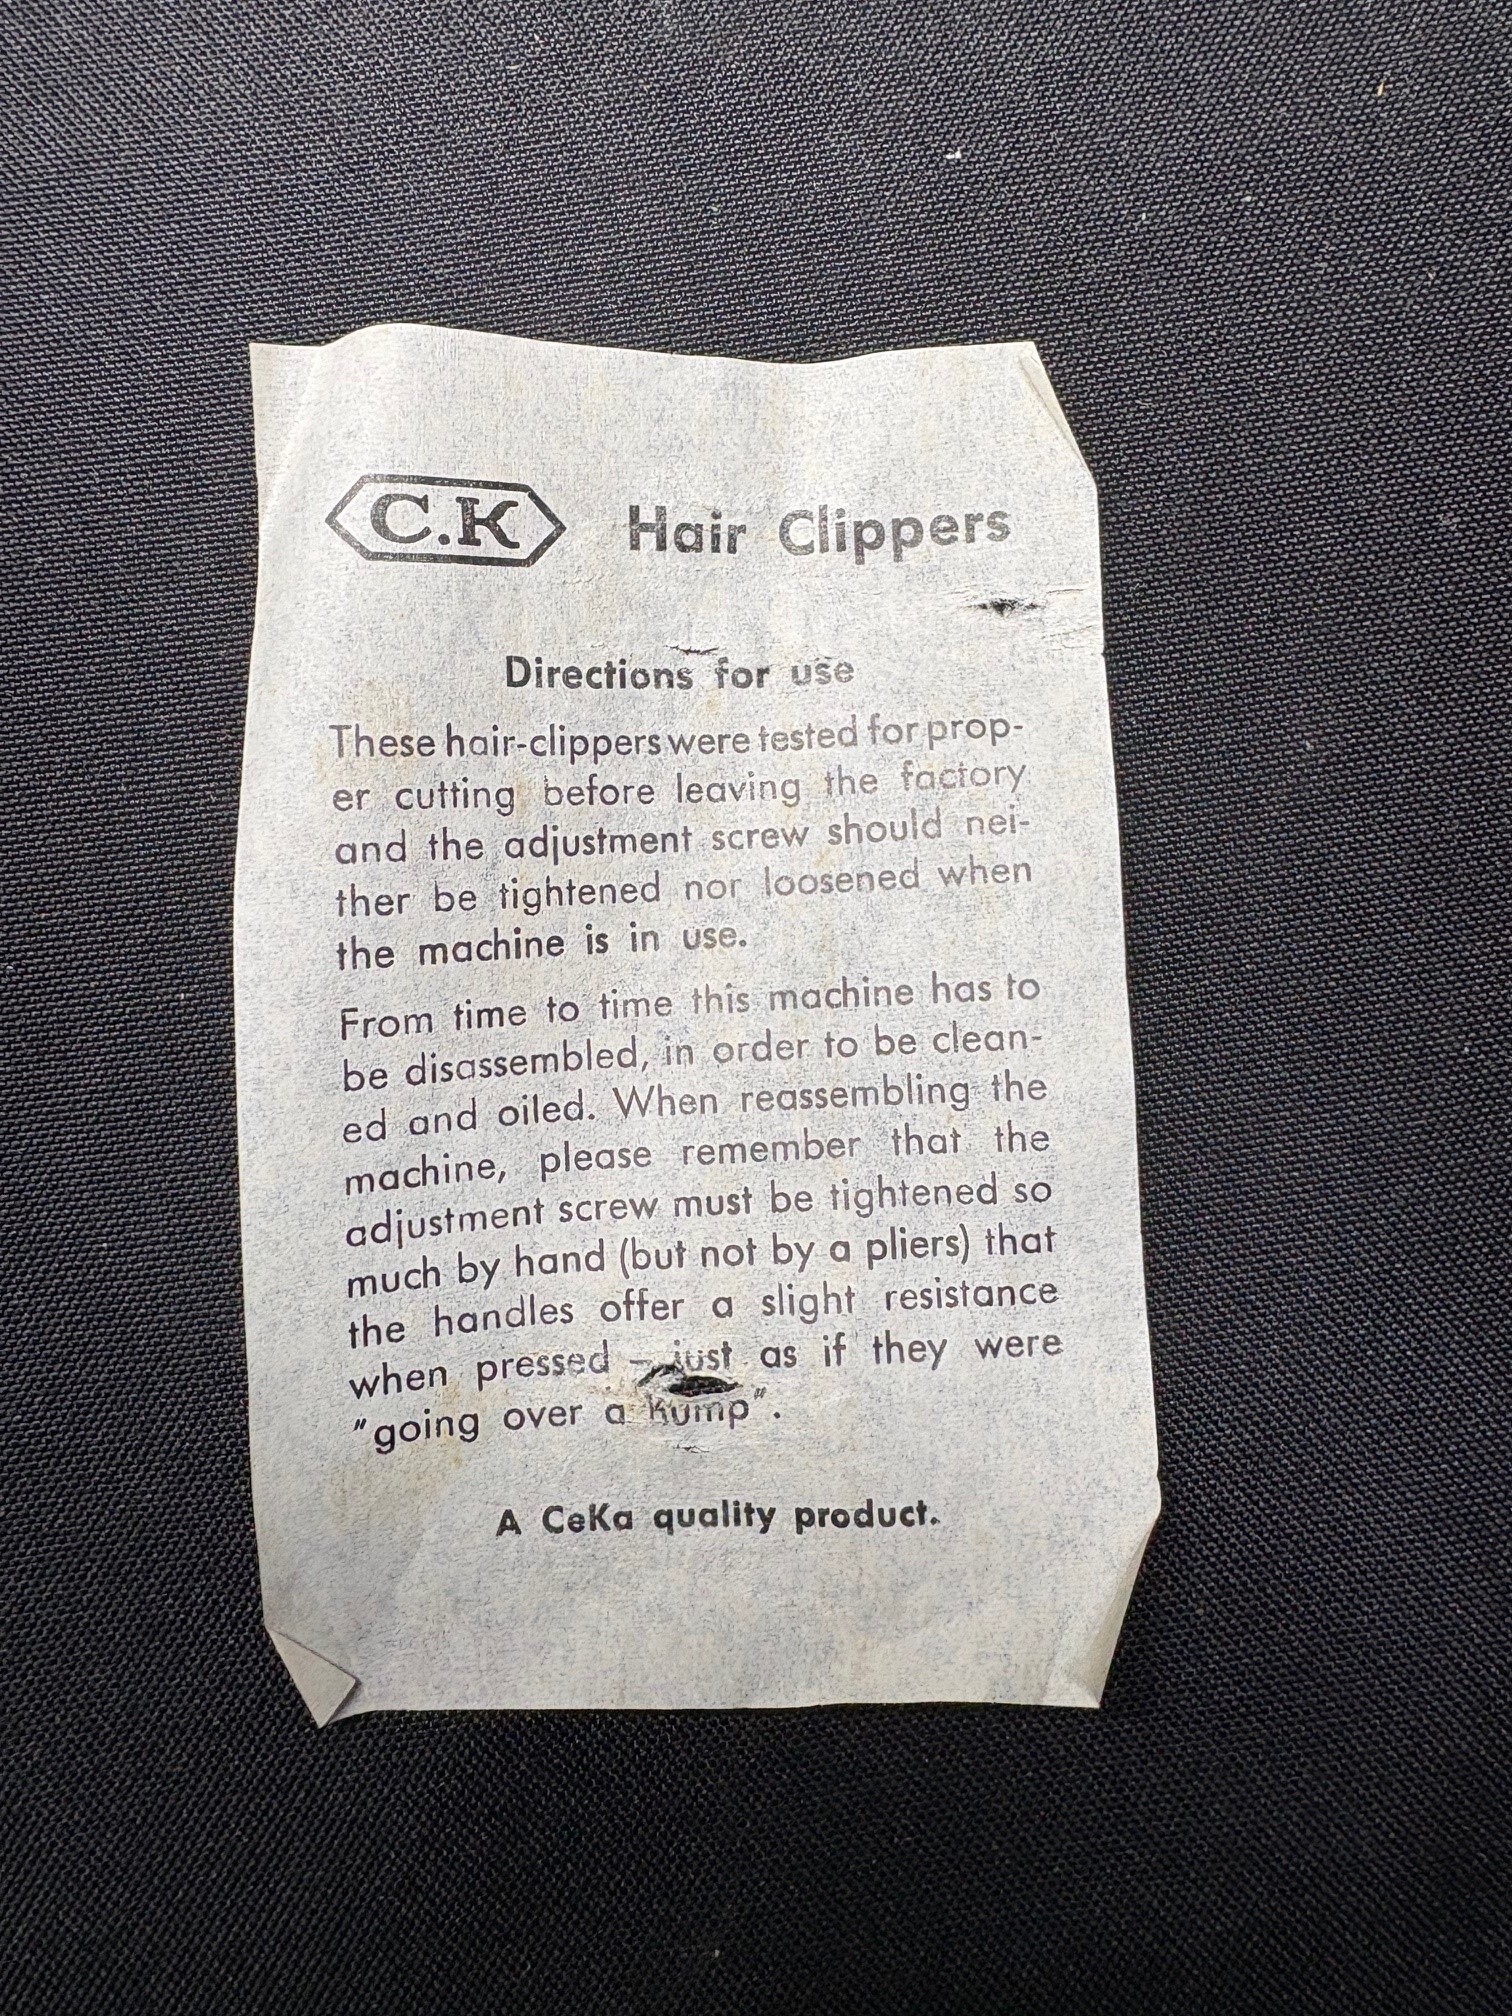 C.K Hair Clippers
Directions for use
These hair-clippers were tested for prop-
er cutting before leaving the factory
and the adjustment screw should nei-
ther be tightened nor loosened when
the machine is in use.
From time to time this machine has to
be disassembled, in order to be clean-
ed and oiled. When reassembling the
machine, please remember that the
adjustment screw must be tightened so
much by hand (but not by a pliers) that
the handles offer a slight resistance
when pressed – just as if they were
"going over a
A CeKa quality product.